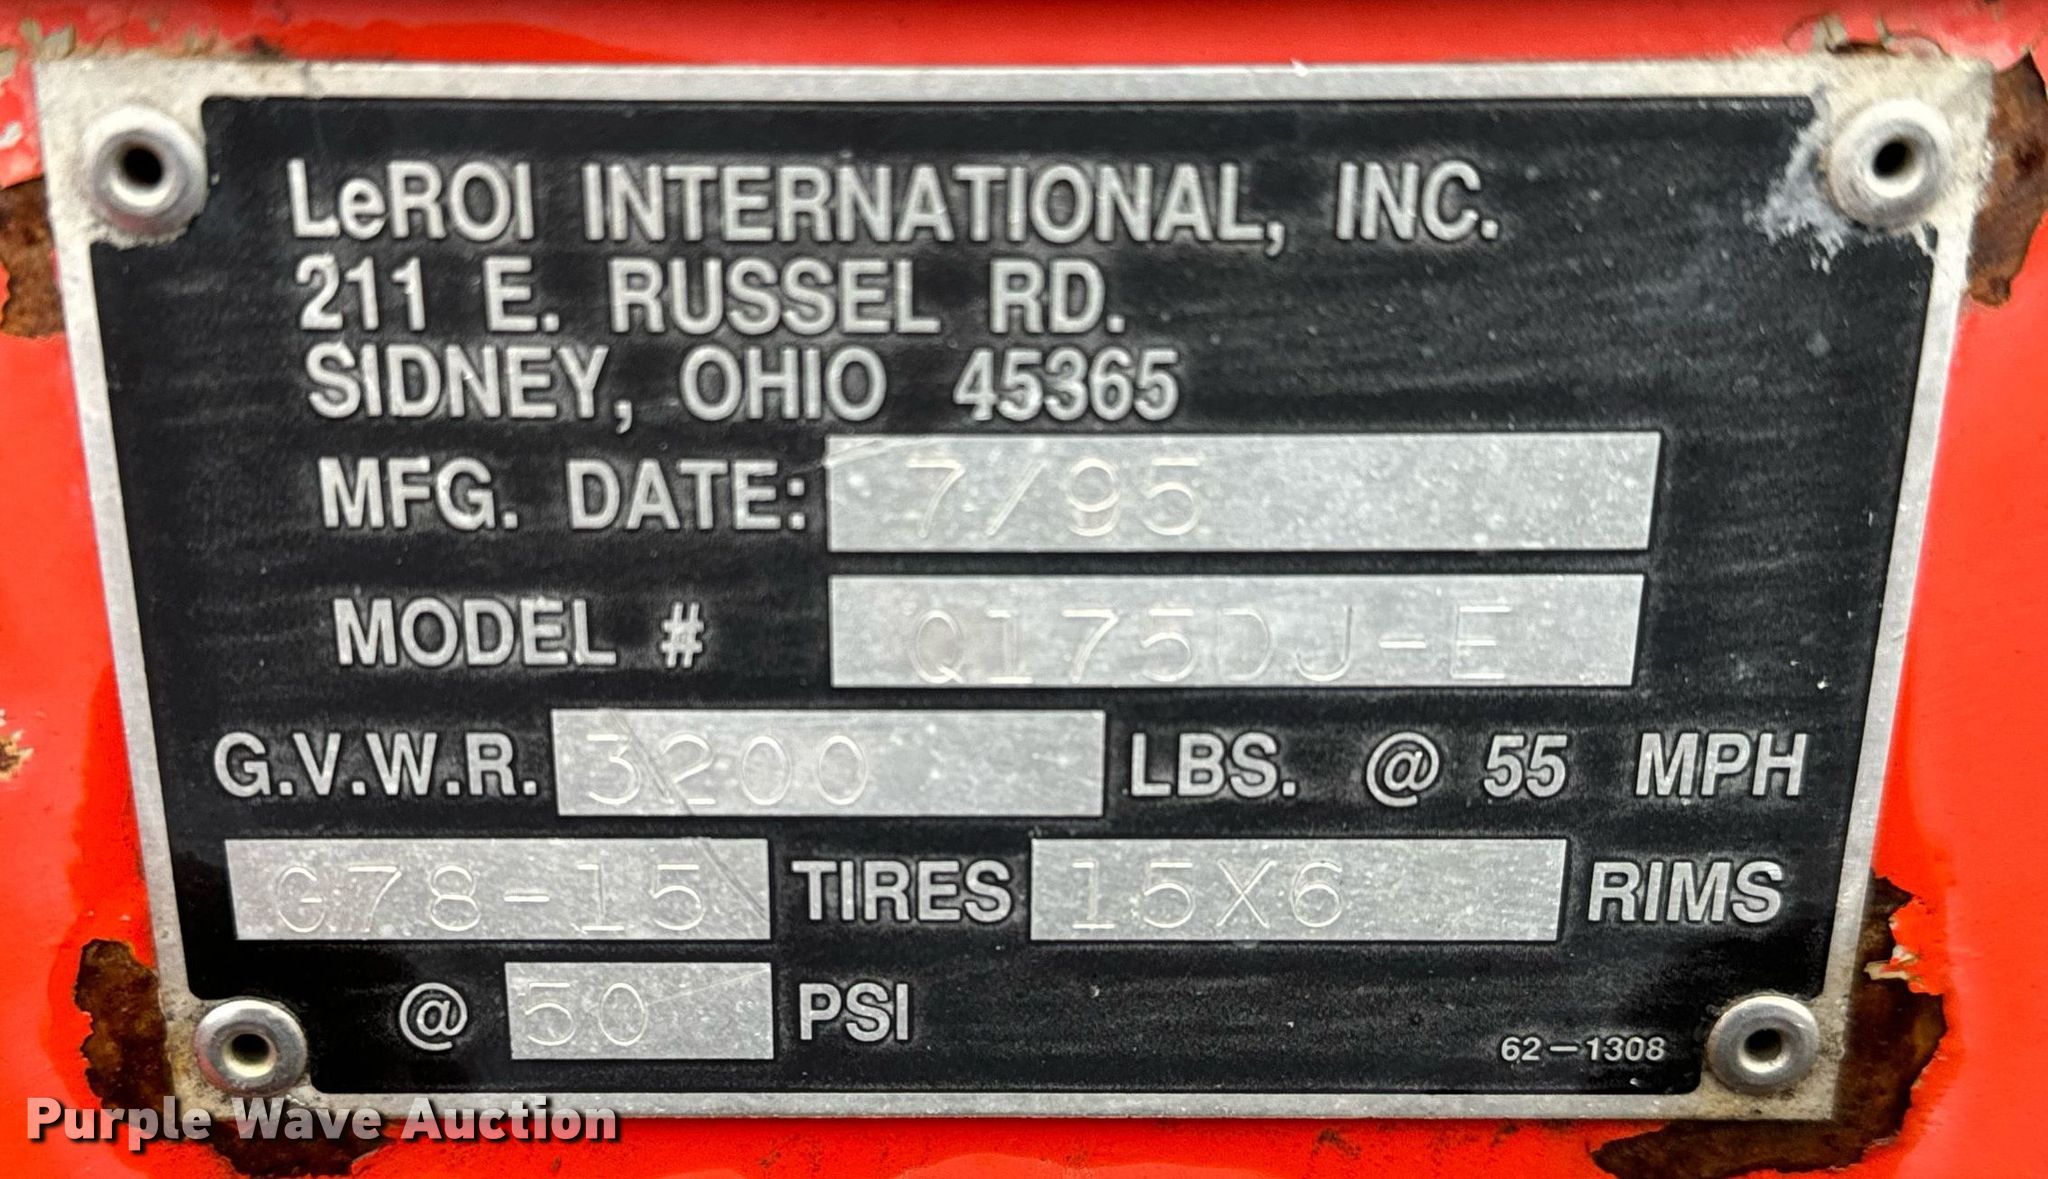 LeROI INTERNATIONAL, INC.
211 E. RUSSEL RD.
SIDNEY, OHIO 45365
MFG. DATE: 7/95
MODEL # Q175DJ-E
G.V.W.R. 3200 LBS. @ 55 MPH
G78-15 TIRES 15X6 RIMS
@ 50 PSI
62-1308
Purple Wave Auction